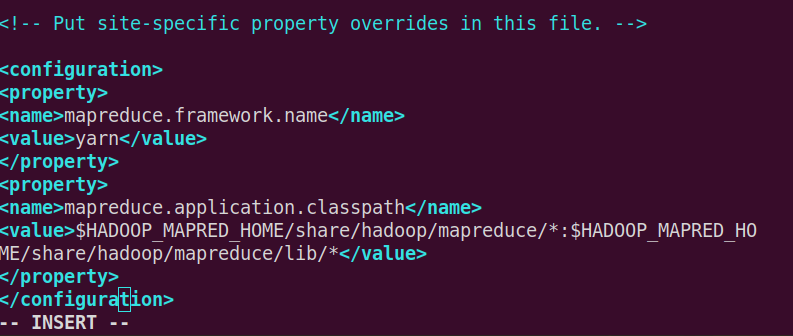 <!-- Put site-specific property overrides in this file. -->
<configuration>
<property>
<name>mapreduce.framework.name</name>
<value>yarn</value>
</property>
<property>
<name>mapreduce.application.classpath</name>
<value>$HADOOP_MAPRED_HOME/share/hadoop/mapreduce/*:$HADOOP_MAPRED_HO
ME/share/hadoop/mapreduce/lib/*</value>
</property>
</configuration>
-- INSERT --